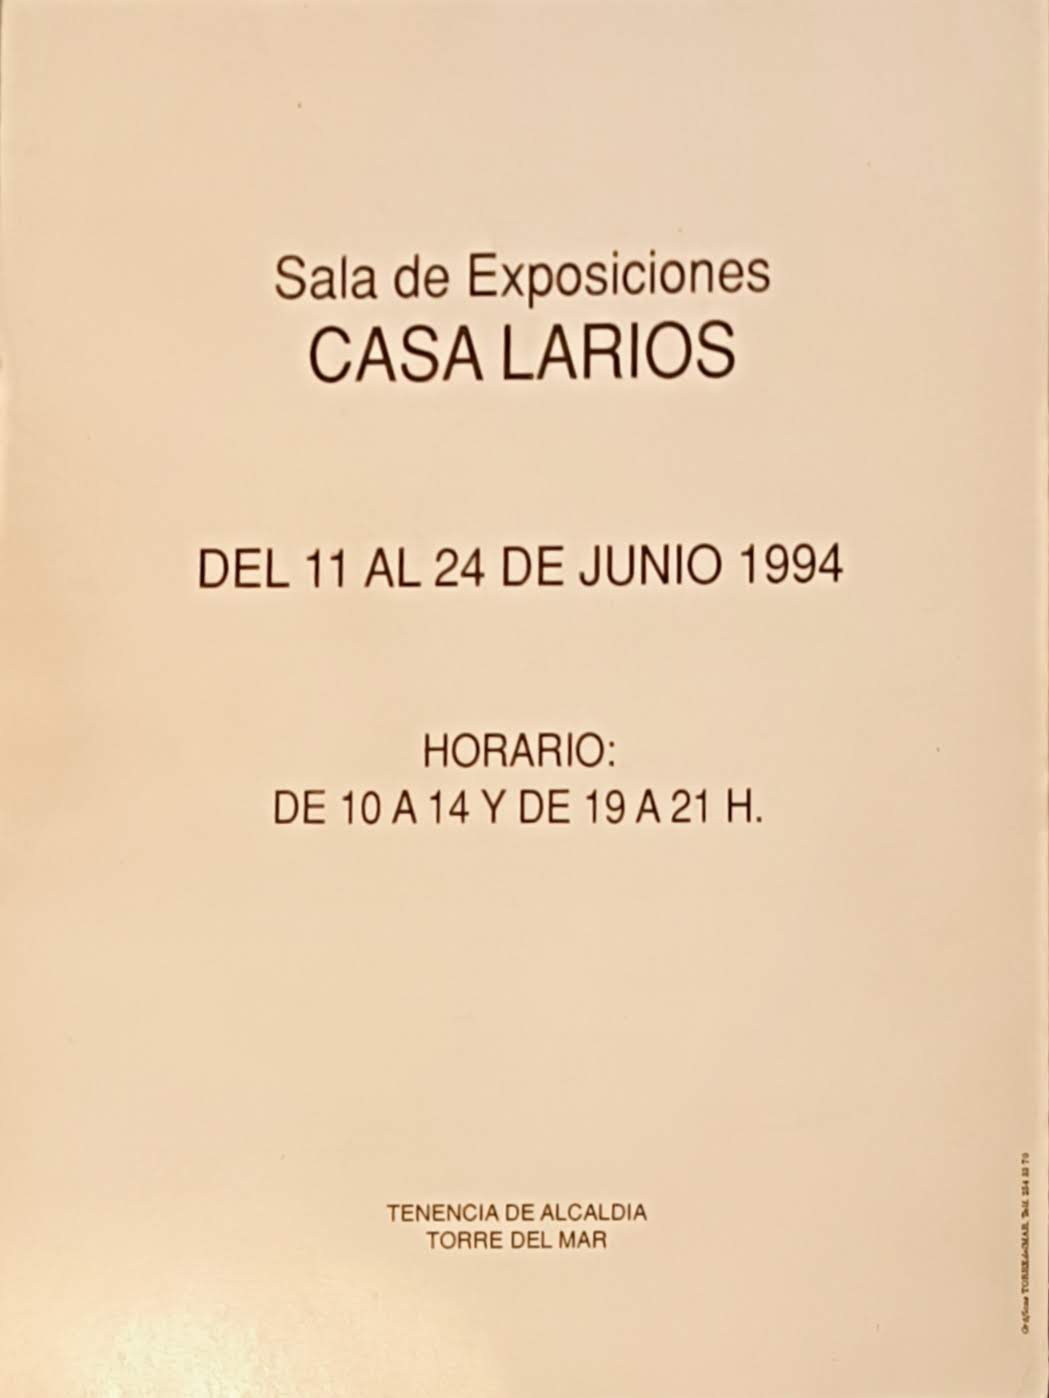 Sala de Exposiciones
CASA LARIOS
DEL 11 AL 24 DE JUNIO 1994
HORARIO:
DE 10 A 14 Y DE 19 A 21 H.
TENENCIA DE ALCALDIA
TORRE DEL MAR
Gráficas